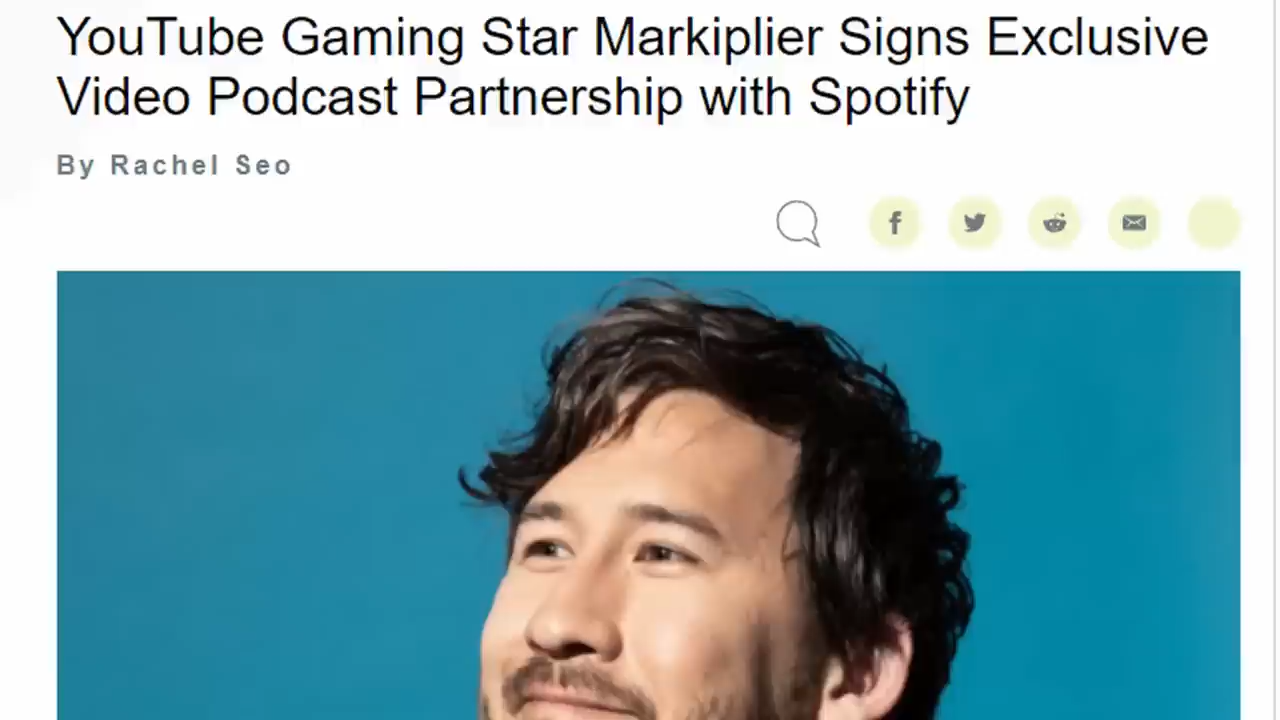 YouTube Gaming Star Markiplier Signs Exclusive
Video Podcast Partnership with Spotify
By Rachel Seo